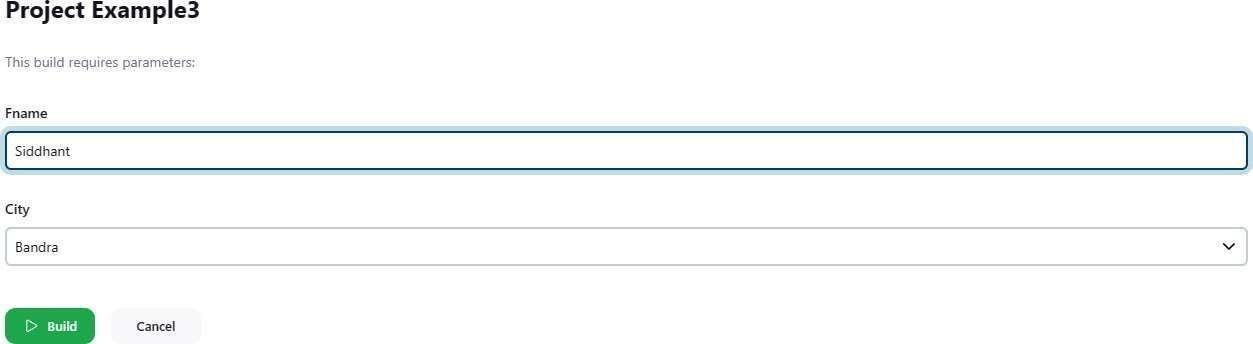 Project Example3
This build requires parameters:
Fname
Siddhant
City
Bandra
Build
Cancel